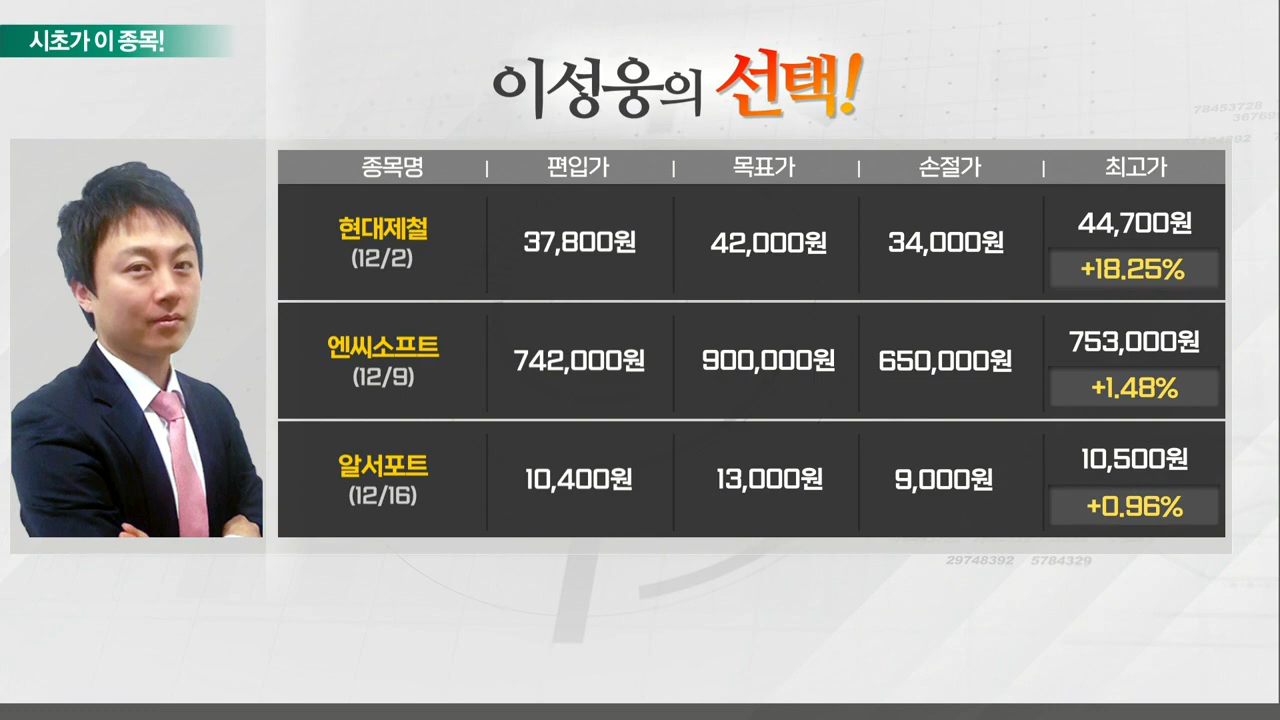 시초가 이 종목!
이성웅의 선택!
78453728
종목명 | 편입가 | 목표가 | 손절가 | 최고가
현대제철 37,800원 42,000원 34,000원 44,700원
(12/2) +18.25%
엔씨소프트 742,000원 900,000원 650,000원 753,000원
(12/9) +1.48%
알서포트 10,400원 13,000원 9,000원 10,500원
(12/16) +0.96%
29748392 5784329